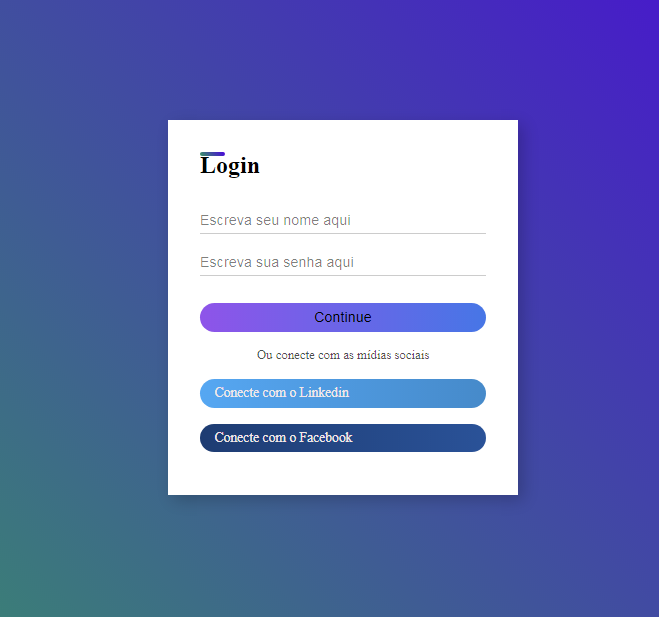 Login
Escreva seu nome aqui
Escreva sua senha aqui
Continue
Ou conecte com as mídias sociais
Conecte com o Linkedin
Conecte com o Facebook